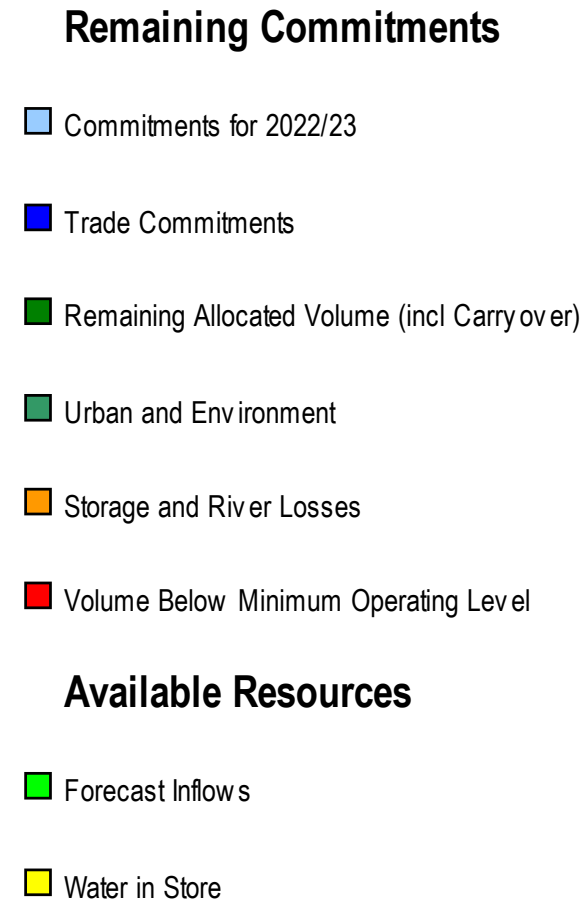 Remaining Commitments
Commitments for 2022/23
Trade Commitments
Remaining Allocated Volume (incl Carryover)
Urban and Environment
Storage and River Losses
Volume Below Minimum Operating Level
Available Resources
Forecast Inflows
Water in Store